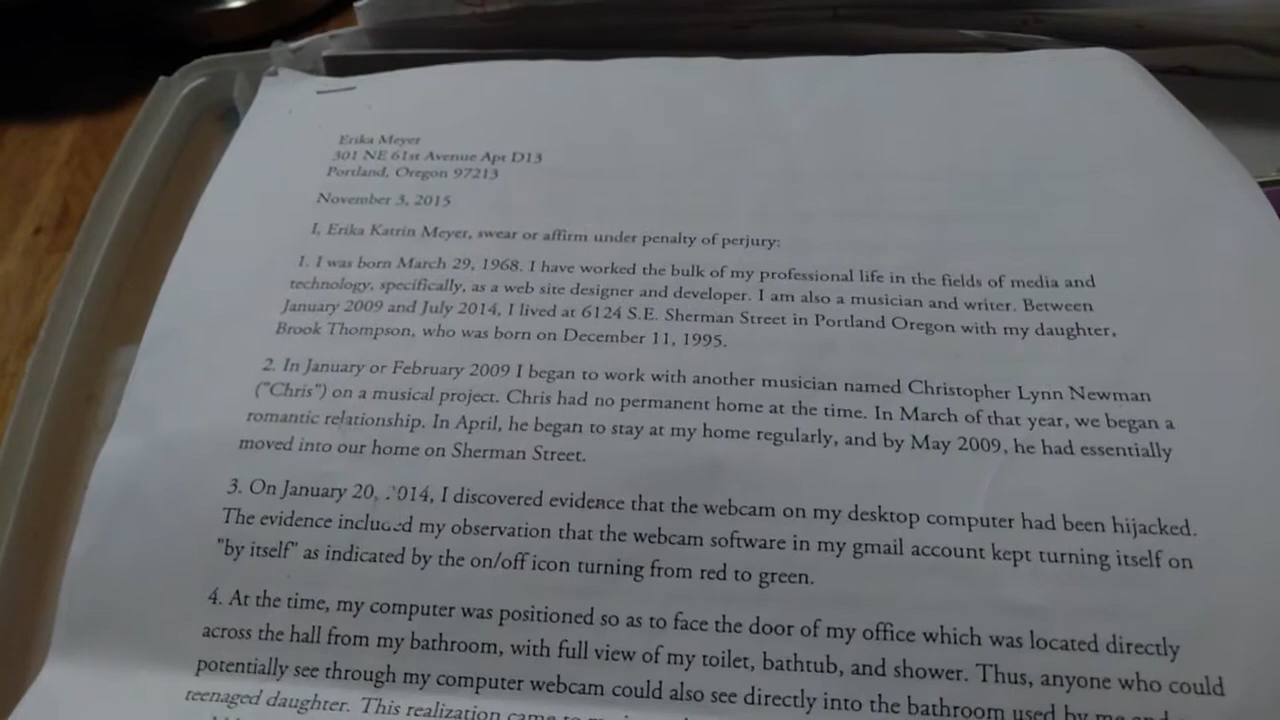 Erika Meyer
301 NE 61st Avenue Apt D13
Portland, Oregon 97213
November 3, 2015
I, Erika Katrin Meyer, swear or affirm under penalty of perjury:
1. I was born March 29, 1968. I have worked the bulk of my professional life in the fields of media and
technology, specifically, as a web site designer and developer. I am also a musician and writer. Between
January 2009 and July 2014, I lived at 6124 S.E. Sherman Street in Portland Oregon with my daughter,
Brook Thompson, who was born on December 11, 1995.
2. In January or February 2009 I began to work with another musician named Christopher Lynn Newman
("Chris") on a musical project. Chris had no permanent home at the time. In March of that year, we began a
romantic relationship. In April, he began to stay at my home regularly, and by May 2009, he had essentially
moved into our home on Sherman Street.
3. On January 20, 2014, I discovered evidence that the webcam on my desktop computer had been hijacked.
The evidence included my observation that the webcam software in my gmail account kept turning itself on
"by itself" as indicated by the on/off icon turning from red to green.
4. At the time, my computer was positioned so as to face the door of my office which was located directly
across the hall from my bathroom, with full view of my toilet, bathtub, and shower. Thus, anyone who could
potentially see through my computer webcam could also see directly into the bathroom used by me and
teenaged daughter. This realization came to